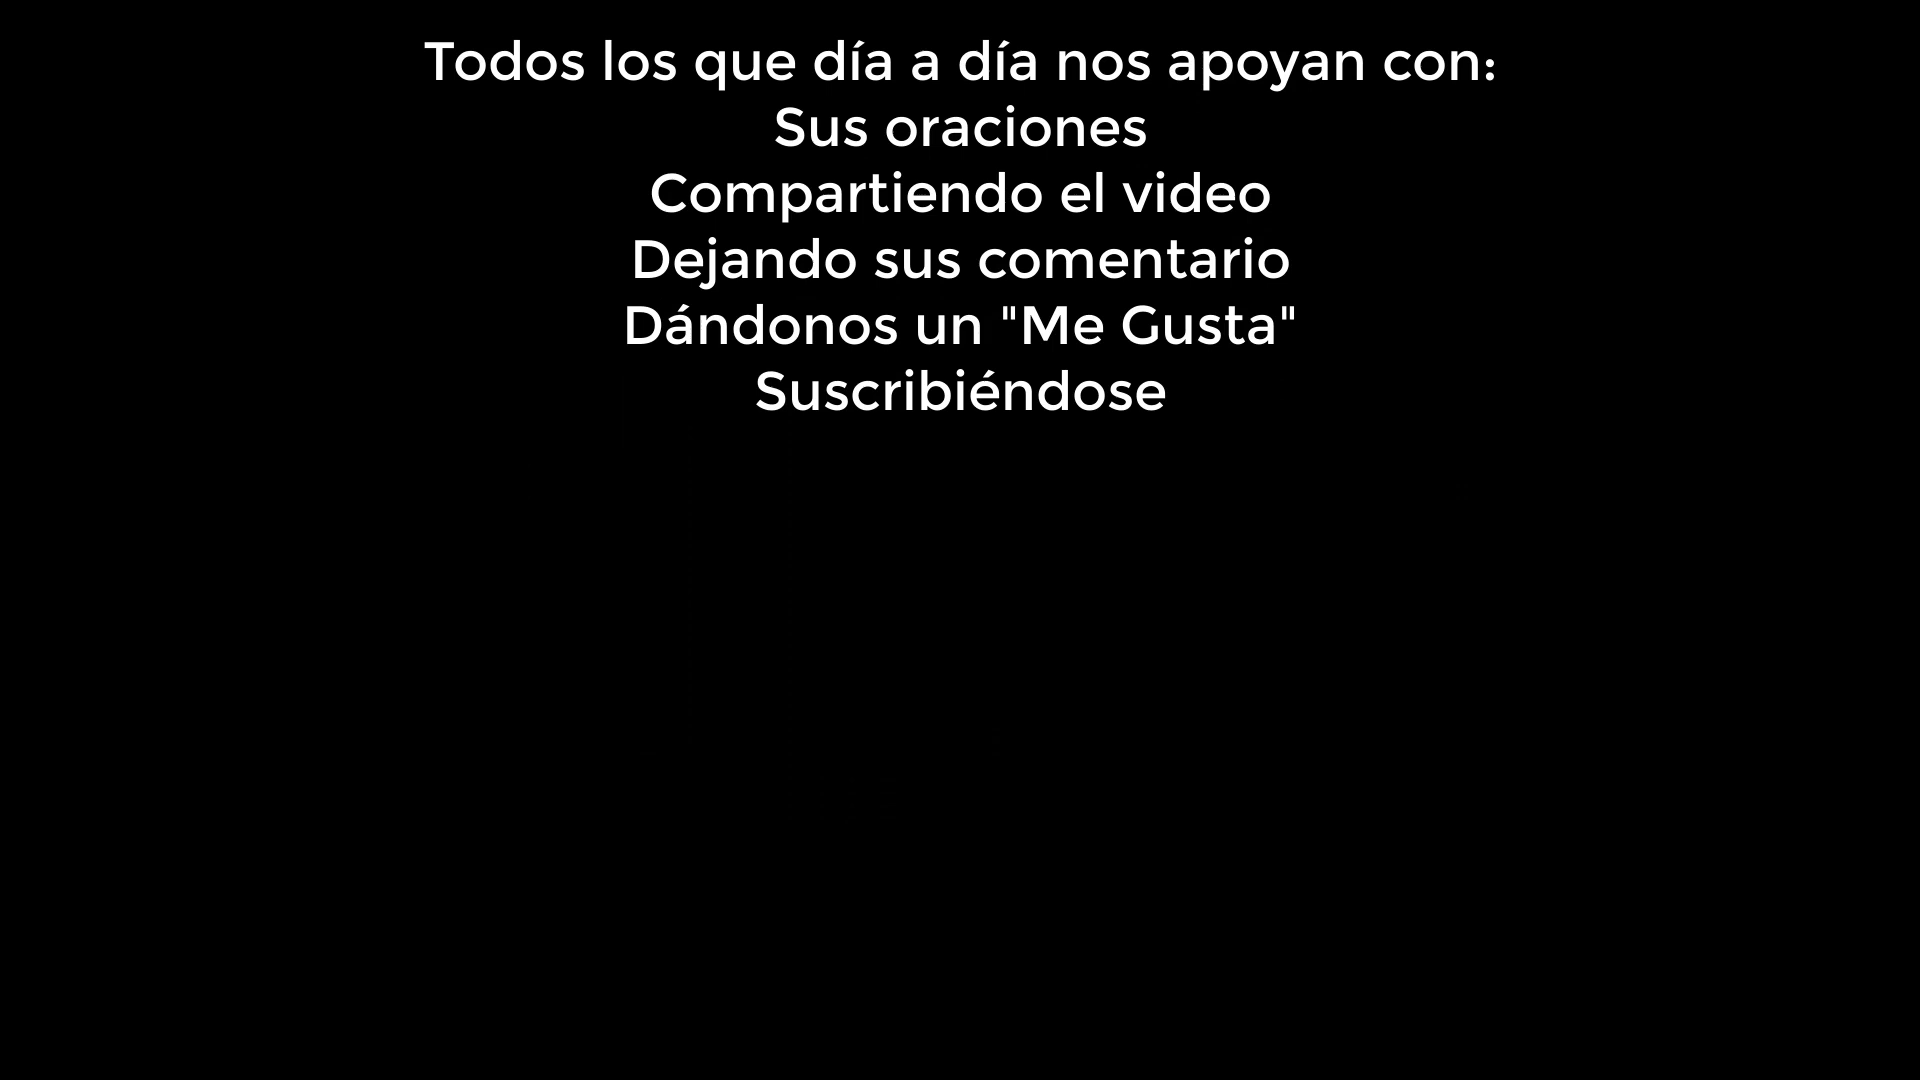 Todos los que día a día nos apoyan con:
Sus oraciones
Compartiendo el video
Dejando sus comentario
Dándonos un "Me Gusta"
Suscribiéndose